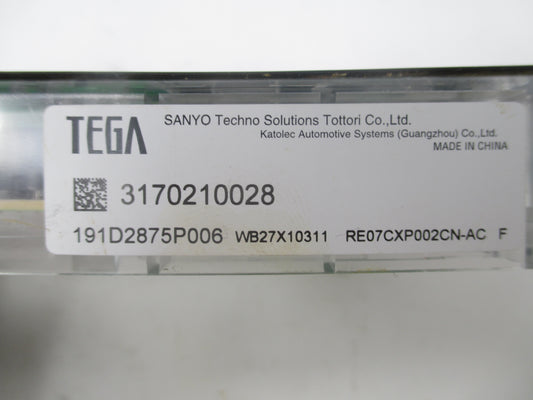 TEGA
SANYO Techno Solutions Tottori Co.,Ltd.
Katolec Automotive Systems (Guangzhou) Co,Ltd.
MADE IN CHINA
3170210028
191D2875P006 WB27X10311 RE07CXP002CN-AC F